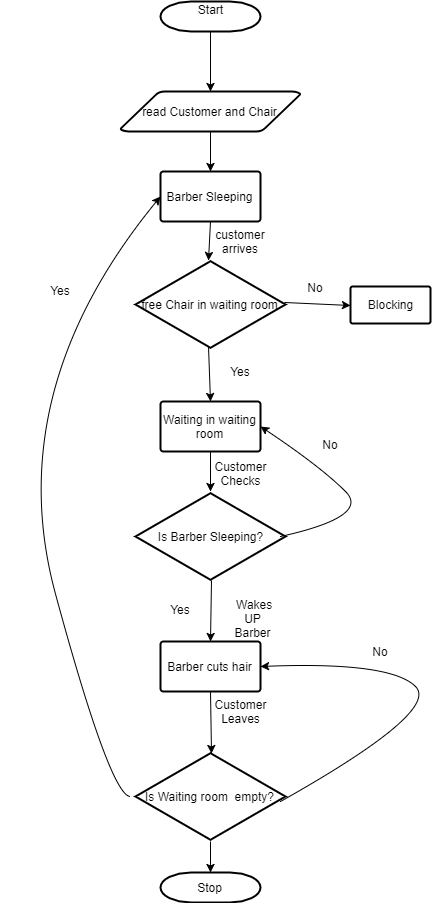 Start
read Customer and Chair
Barber Sleeping
customer
arrives
Yes
free Chair in waiting room
No
Blocking
Yes
Waiting in waiting
room
No
Customer
Checks
Is Barber Sleeping?
Yes
Wakes
UP
Barber
Barber cuts hair
No
Customer
Leaves
Is Waiting room empty?
Stop